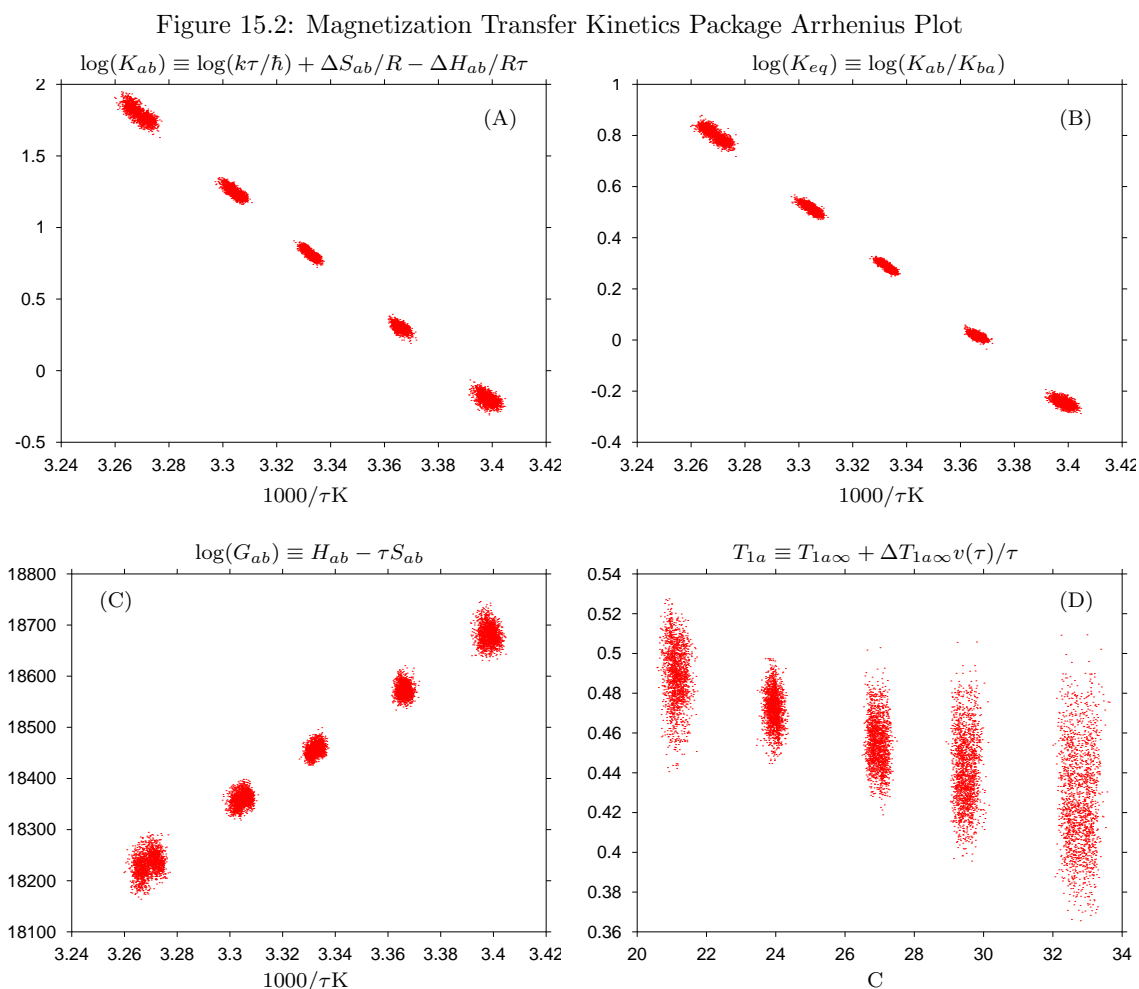 Figure 15.2: Magnetization Transfer Kinetics Package Arrhenius Plot
log(K_ab) ≡ log(kτ/ħ) + ΔS_ab/R − ΔH_ab/Rτ
(A)
2
1.5
1
0.5
0
-0.5
3.24 3.26 3.28 3.3 3.32 3.34 3.36 3.38 3.4 3.42
1000/τK
log(K_eq) ≡ log(K_ab/K_ba)
(B)
1
0.8
0.6
0.4
0.2
0
-0.2
-0.4
3.24 3.26 3.28 3.3 3.32 3.34 3.36 3.38 3.4 3.42
1000/τK
log(G_ab) ≡ H_ab − τS_ab
(C)
18800
18700
18600
18500
18400
18300
18200
18100
3.24 3.26 3.28 3.3 3.32 3.34 3.36 3.38 3.4 3.42
1000/τK
T_1a ≡ T_1a∞ + ΔT_1a∞v(τ)/τ
(D)
0.54
0.52
0.5
0.48
0.46
0.44
0.42
0.4
0.38
0.36
20 22 24 26 28 30 32 34
C